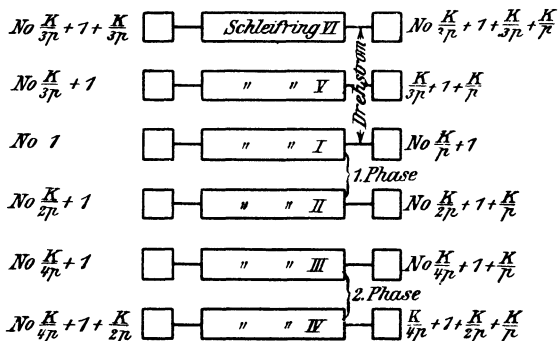 No K/3p + 1 + K/3p Schleifring VI No K/3p + 1 + K/3p + K/p
No K/3p + 1 " " V K/3p + 1 + K/p
Drehstrom
No 1 " " I No K/p + 1
1. Phase
No K/2p + 1 " " II No K/2p + 1 + K/p
No K/4p + 1 " " III No K/4p + 1 + K/p
2. Phase
No K/4p + 1 + K/2p " " IV K/4p + 1 + K/2p + K/p